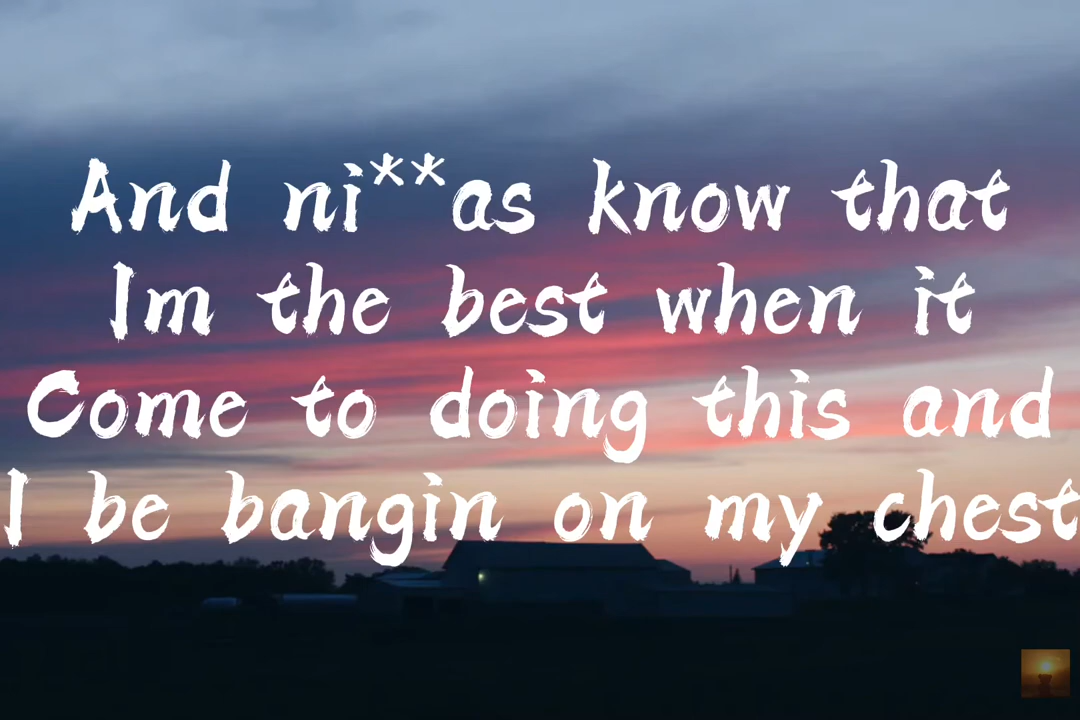 And ni**as know that
Im the best when it
Come to doing this and
I be bangin on my chest